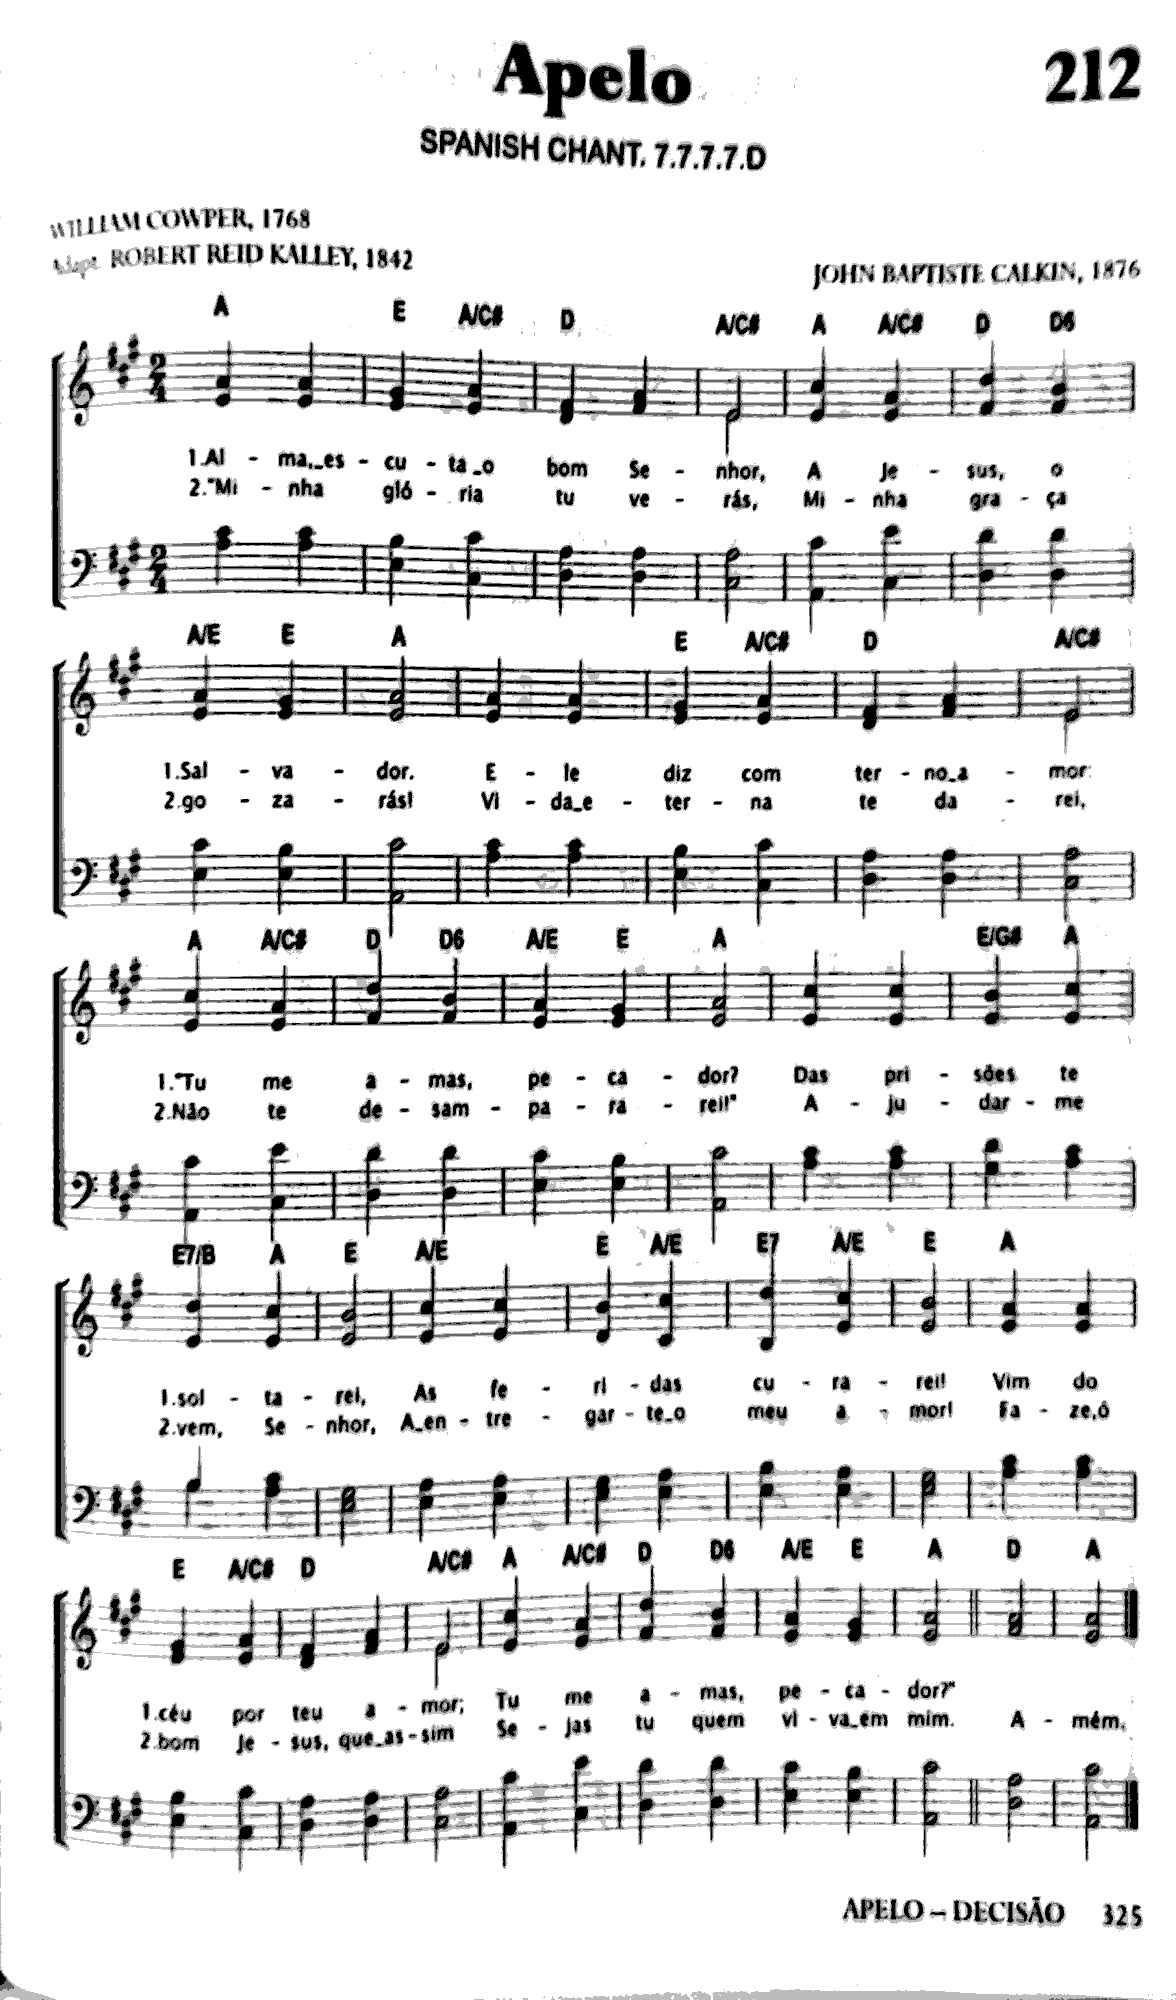 Apelo
212
SPANISH CHANT. 7.7.7.7.D
WILLIAM COWPER, 1768
Adapt. ROBERT REID KALLEY, 1842
JOHN BAPTISTE CALKIN, 1876
A E A/C# D A/C# A A/C# D D6
1.Al - ma,_es - cu - ta_o bom Se - nhor, A Je - sus, o
2."Mi - nha gló - ria tu ve - rás, Mi - nha gra - ça
A/E E A E A/C# D A/C#
1.Sal - va - dor. E - le diz com ter - no_a - mor:
2.go - za - rás! Vi - da_e - ter - na te da - rei,
A A/C# D D6 A/E E A E/G# A
1."Tu me a - mas, pe - ca - dor? Das pri - sões te
2.Não te de - sam - pa - ra - rei!" A - ju - dar - me
E7/B A E A/E E A/E E7 A/E E A
1.sol - ta - rei, As fe - ri - das cu - ra - rei! Vim do
2.vem, Se - nhor, A_en - tre - gar - te_o meu a - mor! Fa - ze,ó
E A/C# D A/C# A A/C# D D6 A/E E A D A
1.céu por teu a - mor; Tu me a - mas, pe - ca - dor?"
2.bom Je - sus, que_as - sim Se - jas tu quem vi - va_em mim. A - mém.
APELO – DECISÃO 325